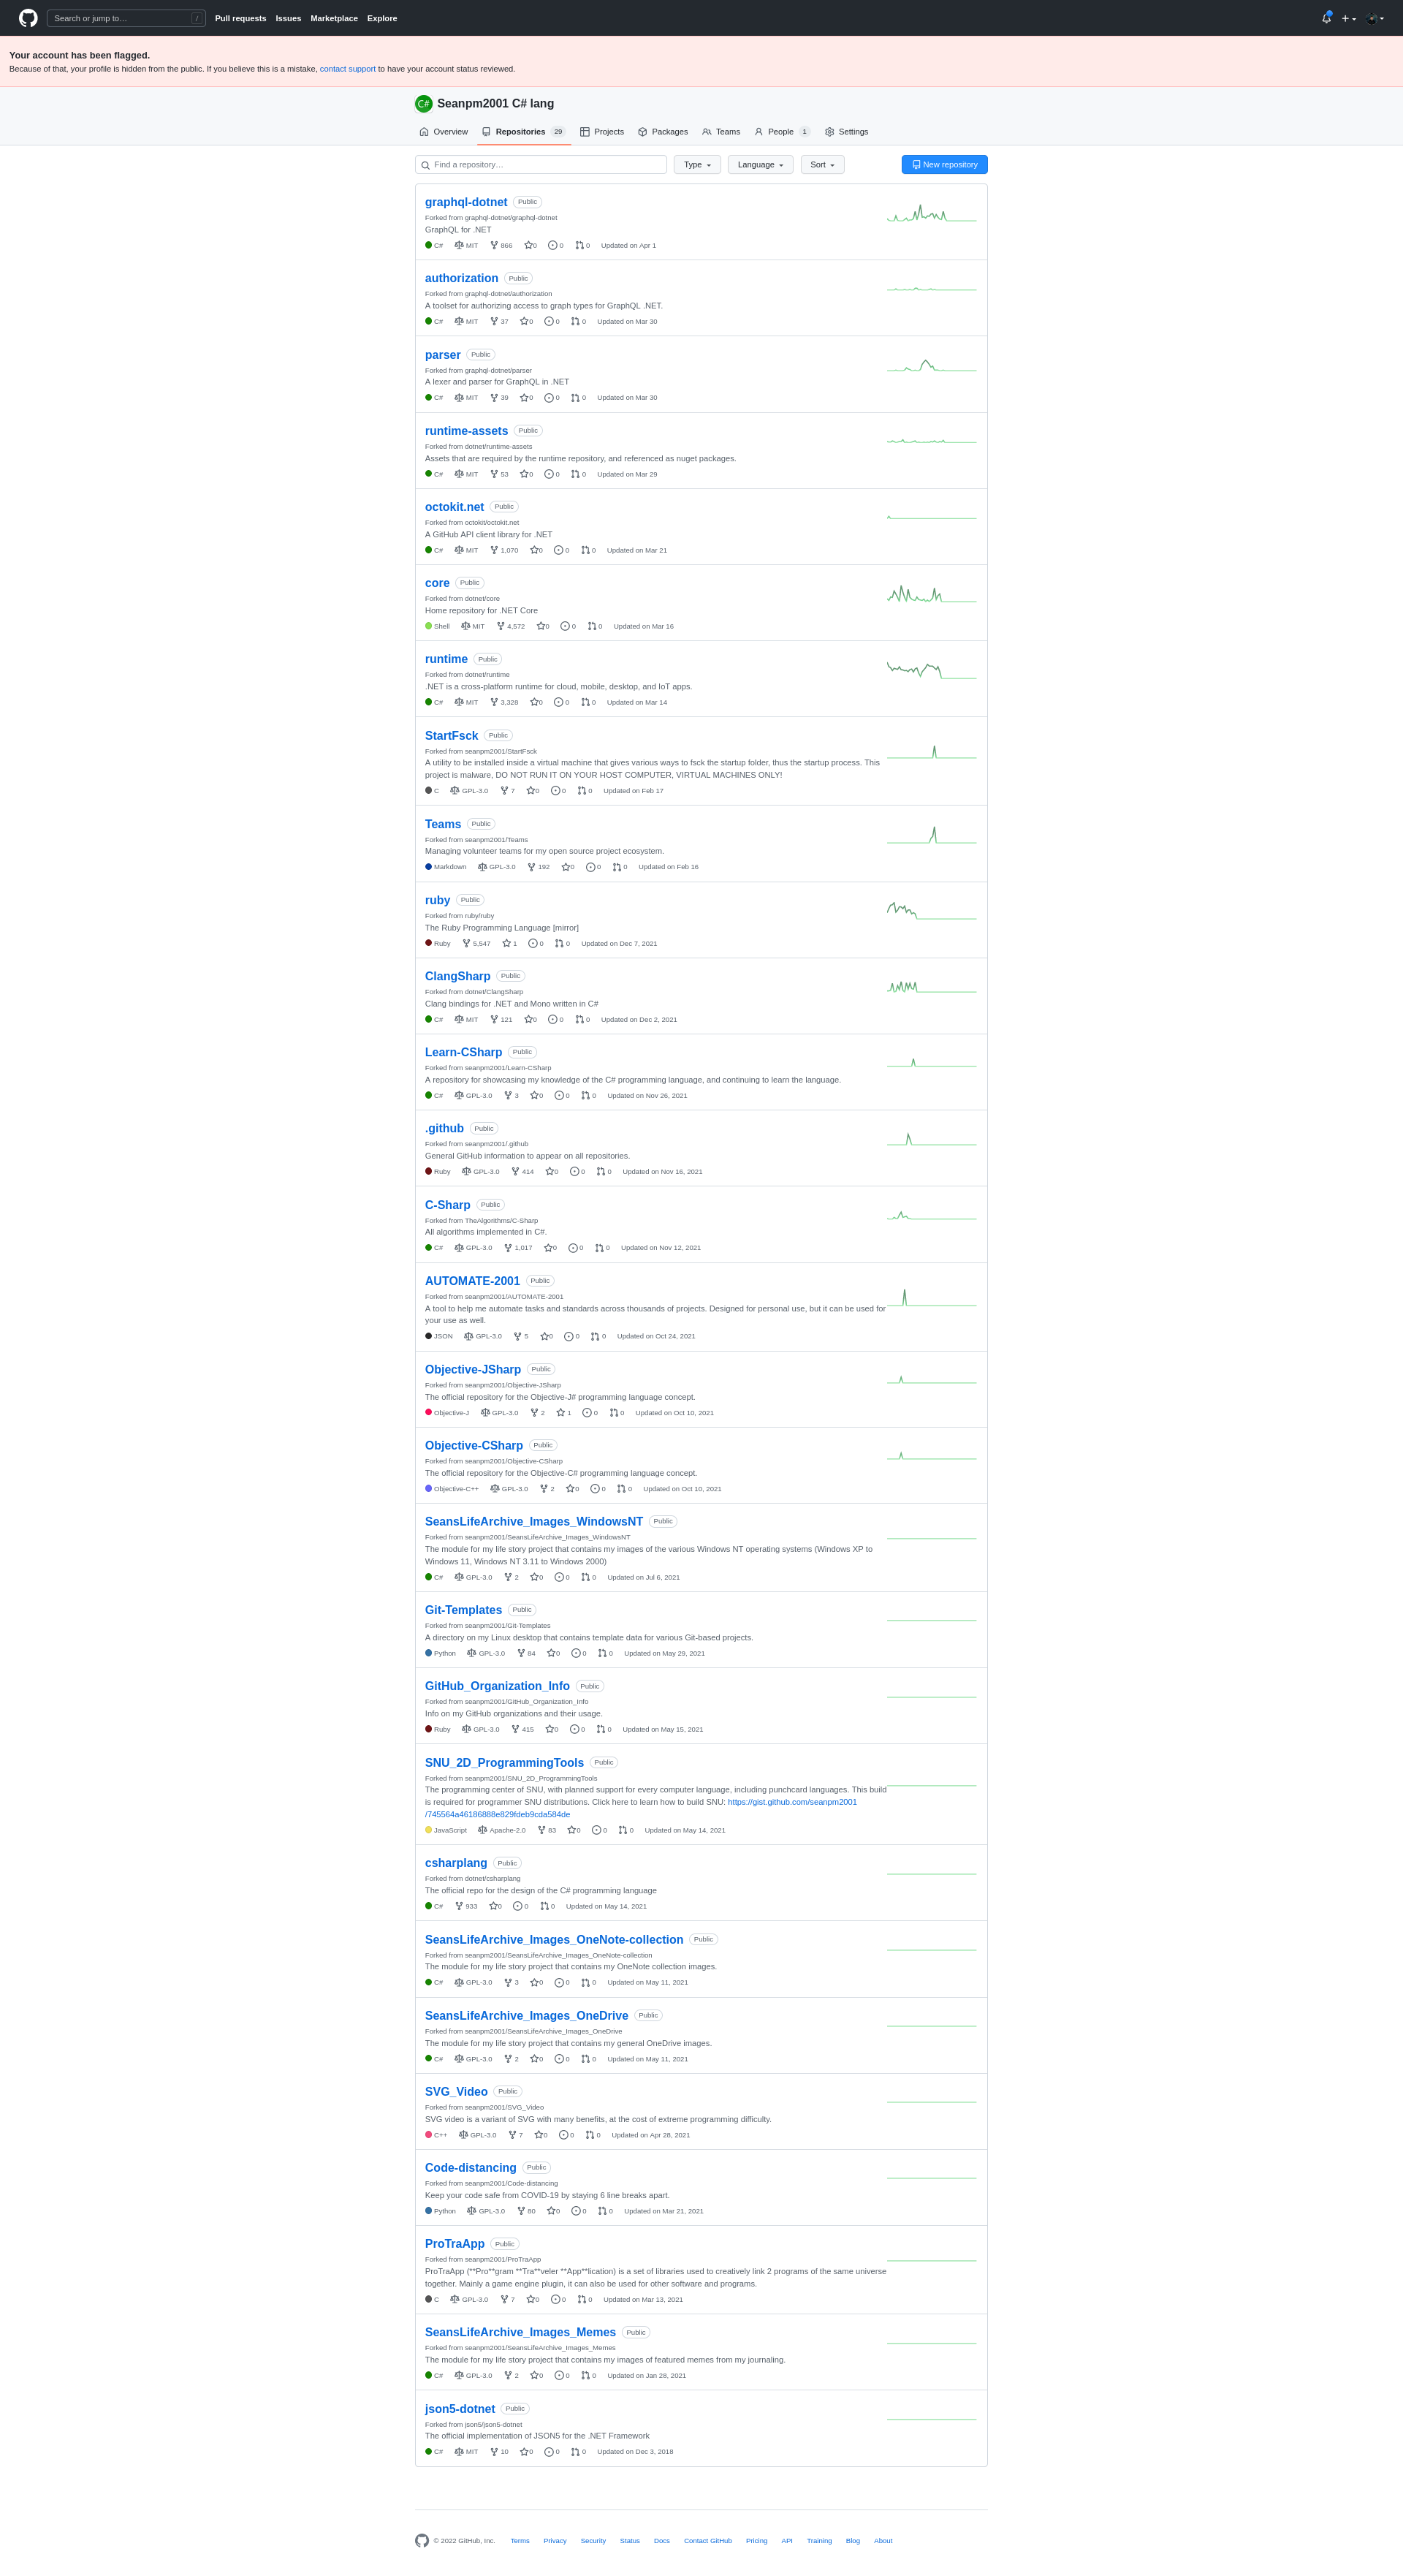 Search or jump to… /
Pull requests Issues Marketplace Explore
Your account has been flagged.
Because of that, your profile is hidden from the public. If you believe this is a mistake, contact support to have your account status reviewed.
C# Seanpm2001 C# lang
Overview Repositories 29 Projects Packages Teams People 1 Settings
Find a repository… Type Language Sort New repository
graphql-dotnet Public
Forked from graphql-dotnet/graphql-dotnet
GraphQL for .NET
C# MIT 866 0 0 0 Updated on Apr 1
authorization Public
Forked from graphql-dotnet/authorization
A toolset for authorizing access to graph types for GraphQL .NET.
C# MIT 37 0 0 0 Updated on Mar 30
parser Public
Forked from graphql-dotnet/parser
A lexer and parser for GraphQL in .NET
C# MIT 39 0 0 0 Updated on Mar 30
runtime-assets Public
Forked from dotnet/runtime-assets
Assets that are required by the runtime repository, and referenced as nuget packages.
C# MIT 53 0 0 0 Updated on Mar 29
octokit.net Public
Forked from octokit/octokit.net
A GitHub API client library for .NET
C# MIT 1,070 0 0 0 Updated on Mar 21
core Public
Forked from dotnet/core
Home repository for .NET Core
Shell MIT 4,572 0 0 0 Updated on Mar 16
runtime Public
Forked from dotnet/runtime
.NET is a cross-platform runtime for cloud, mobile, desktop, and IoT apps.
C# MIT 3,328 0 0 0 Updated on Mar 14
StartFsck Public
Forked from seanpm2001/StartFsck
A utility to be installed inside a virtual machine that gives various ways to fsck the startup folder, thus the startup process. This
project is malware, DO NOT RUN IT ON YOUR HOST COMPUTER, VIRTUAL MACHINES ONLY!
C GPL-3.0 7 0 0 0 Updated on Feb 17
Teams Public
Forked from seanpm2001/Teams
Managing volunteer teams for my open source project ecosystem.
Markdown GPL-3.0 192 0 0 0 Updated on Feb 16
ruby Public
Forked from ruby/ruby
The Ruby Programming Language [mirror]
Ruby 5,547 1 0 0 Updated on Dec 7, 2021
ClangSharp Public
Forked from dotnet/ClangSharp
Clang bindings for .NET and Mono written in C#
C# MIT 121 0 0 0 Updated on Dec 2, 2021
Learn-CSharp Public
Forked from seanpm2001/Learn-CSharp
A repository for showcasing my knowledge of the C# programming language, and continuing to learn the language.
C# GPL-3.0 3 0 0 0 Updated on Nov 26, 2021
.github Public
Forked from seanpm2001/.github
General GitHub information to appear on all repositories.
Ruby GPL-3.0 414 0 0 0 Updated on Nov 16, 2021
C-Sharp Public
Forked from TheAlgorithms/C-Sharp
All algorithms implemented in C#.
C# GPL-3.0 1,017 0 0 0 Updated on Nov 12, 2021
AUTOMATE-2001 Public
Forked from seanpm2001/AUTOMATE-2001
A tool to help me automate tasks and standards across thousands of projects. Designed for personal use, but it can be used for
your use as well.
JSON GPL-3.0 5 0 0 0 Updated on Oct 24, 2021
Objective-JSharp Public
Forked from seanpm2001/Objective-JSharp
The official repository for the Objective-J# programming language concept.
Objective-J GPL-3.0 2 1 0 0 Updated on Oct 10, 2021
Objective-CSharp Public
Forked from seanpm2001/Objective-CSharp
The official repository for the Objective-C# programming language concept.
Objective-C++ GPL-3.0 2 0 0 0 Updated on Oct 10, 2021
SeansLifeArchive_Images_WindowsNT Public
Forked from seanpm2001/SeansLifeArchive_Images_WindowsNT
The module for my life story project that contains my images of the various Windows NT operating systems (Windows XP to
Windows 11, Windows NT 3.11 to Windows 2000)
C# GPL-3.0 2 0 0 0 Updated on Jul 6, 2021
Git-Templates Public
Forked from seanpm2001/Git-Templates
A directory on my Linux desktop that contains template data for various Git-based projects.
Python GPL-3.0 84 0 0 0 Updated on May 29, 2021
GitHub_Organization_Info Public
Forked from seanpm2001/GitHub_Organization_Info
Info on my GitHub organizations and their usage.
Ruby GPL-3.0 415 0 0 0 Updated on May 15, 2021
SNU_2D_ProgrammingTools Public
Forked from seanpm2001/SNU_2D_ProgrammingTools
The programming center of SNU, with planned support for every computer language, including punchcard languages. This build
is required for programmer SNU distributions. Click here to learn how to build SNU: https://gist.github.com/seanpm2001
/745564a46186888e829fdeb9cda584de
JavaScript Apache-2.0 83 0 0 0 Updated on May 14, 2021
csharplang Public
Forked from dotnet/csharplang
The official repo for the design of the C# programming language
C# 933 0 0 0 Updated on May 14, 2021
SeansLifeArchive_Images_OneNote-collection Public
Forked from seanpm2001/SeansLifeArchive_Images_OneNote-collection
The module for my life story project that contains my OneNote collection images.
C# GPL-3.0 3 0 0 0 Updated on May 11, 2021
SeansLifeArchive_Images_OneDrive Public
Forked from seanpm2001/SeansLifeArchive_Images_OneDrive
The module for my life story project that contains my general OneDrive images.
C# GPL-3.0 2 0 0 0 Updated on May 11, 2021
SVG_Video Public
Forked from seanpm2001/SVG_Video
SVG video is a variant of SVG with many benefits, at the cost of extreme programming difficulty.
C++ GPL-3.0 7 0 0 0 Updated on Apr 28, 2021
Code-distancing Public
Forked from seanpm2001/Code-distancing
Keep your code safe from COVID-19 by staying 6 line breaks apart.
Python GPL-3.0 80 0 0 0 Updated on Mar 21, 2021
ProTraApp Public
Forked from seanpm2001/ProTraApp
ProTraApp (**Pro**gram **Tra**veler **App**lication) is a set of libraries used to creatively link 2 programs of the same universe
together. Mainly a game engine plugin, it can also be used for other software and programs.
C GPL-3.0 7 0 0 0 Updated on Mar 13, 2021
SeansLifeArchive_Images_Memes Public
Forked from seanpm2001/SeansLifeArchive_Images_Memes
The module for my life story project that contains my images of featured memes from my journaling.
C# GPL-3.0 2 0 0 0 Updated on Jan 28, 2021
json5-dotnet Public
Forked from json5/json5-dotnet
The official implementation of JSON5 for the .NET Framework
C# MIT 10 0 0 0 Updated on Dec 3, 2018
© 2022 GitHub, Inc. Terms Privacy Security Status Docs Contact GitHub Pricing API Training Blog About